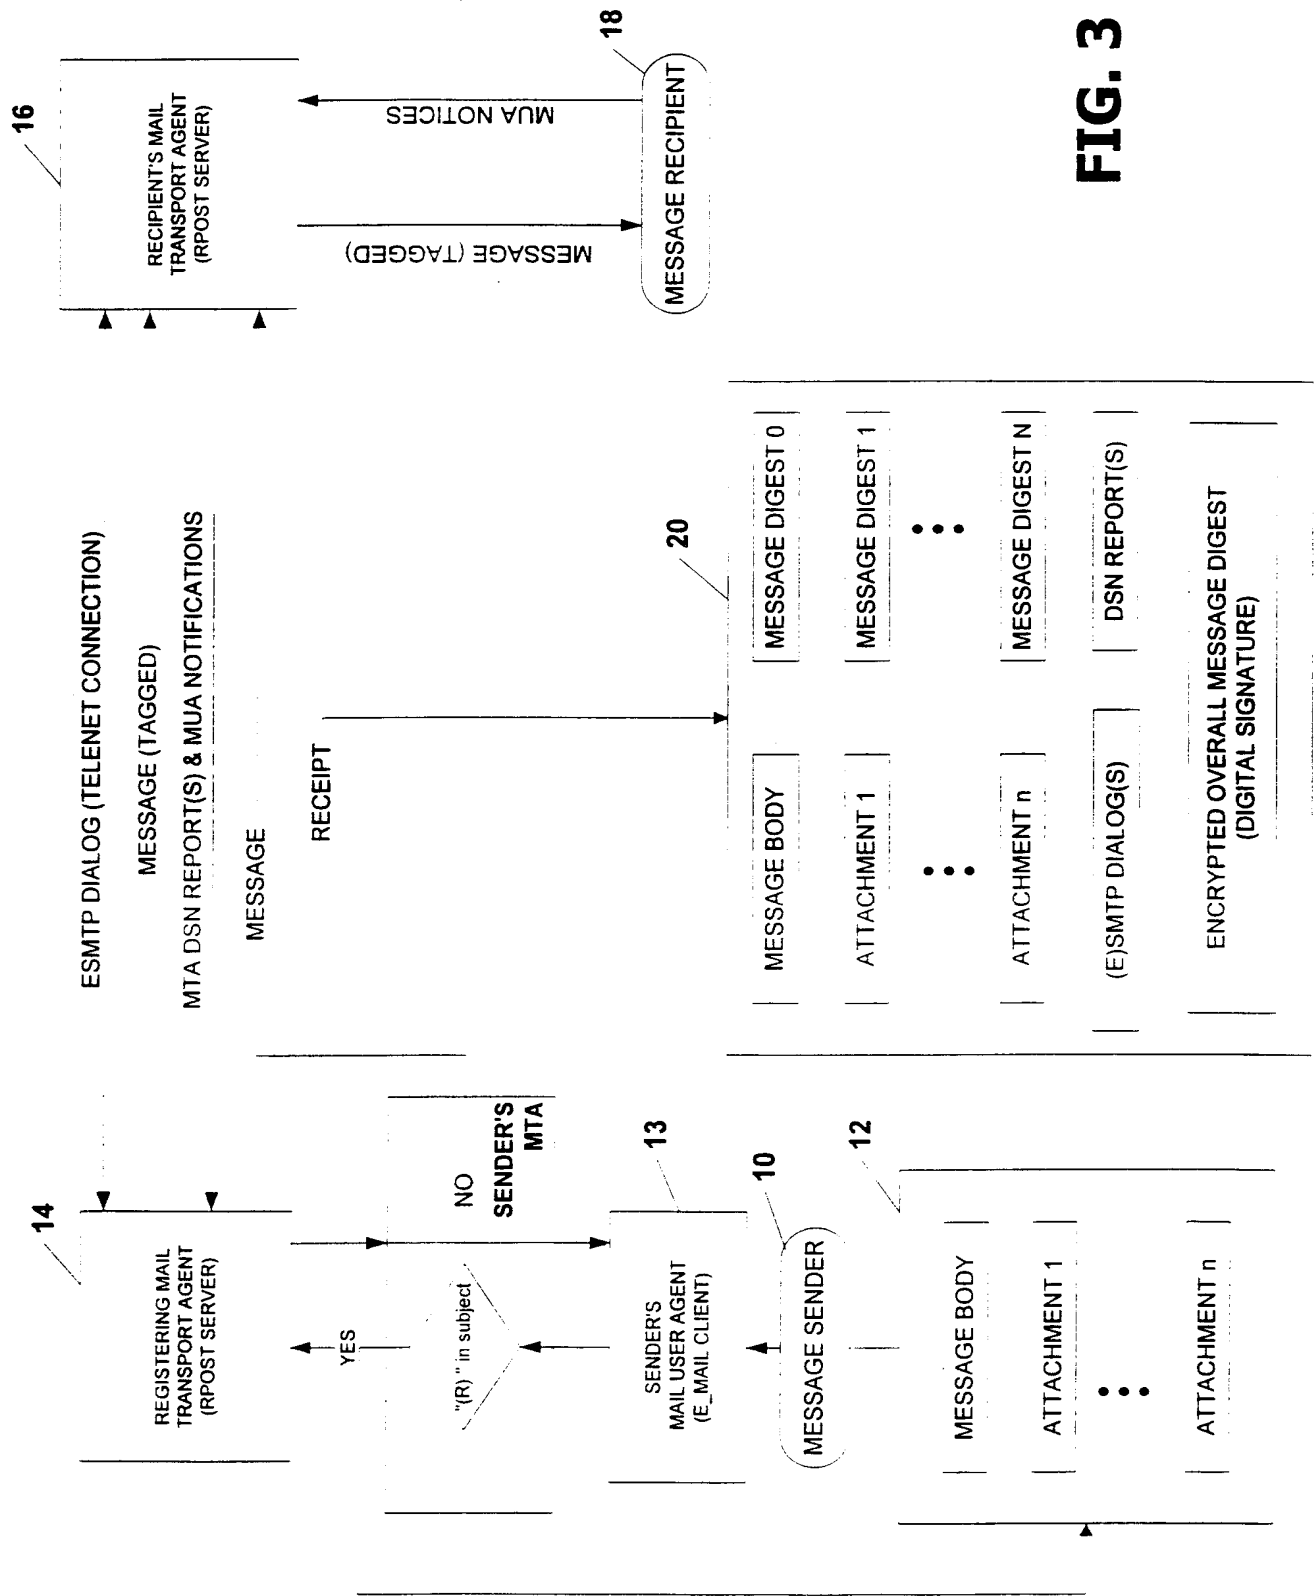 14
REGISTERING MAIL
TRANSPORT AGENT
(RPOST SERVER)
YES
"(R) " in subject
NO
SENDER'S
MTA
SENDER'S
MAIL USER AGENT
(E_MAIL CLIENT)
13
10
MESSAGE SENDER
12
MESSAGE BODY
ATTACHMENT 1
ATTACHMENT n
ESMTP DIALOG (TELENET CONNECTION)
MESSAGE (TAGGED)
MTA DSN REPORT(S) & MUA NOTIFICATIONS
MESSAGE
RECEIPT
20
MESSAGE BODY
MESSAGE DIGEST 0
ATTACHMENT 1
MESSAGE DIGEST 1
ATTACHMENT n
MESSAGE DIGEST N
(E)SMTP DIALOG(S)
DSN REPORT(S)
ENCRYPTED OVERALL MESSAGE DIGEST
(DIGITAL SIGNATURE)
16
RECIPIENT'S MAIL
TRANSPORT AGENT
(RPOST SERVER)
MESSAGE (TAGGED)
MUA NOTICES
18
MESSAGE RECIPIENT
FIG. 3